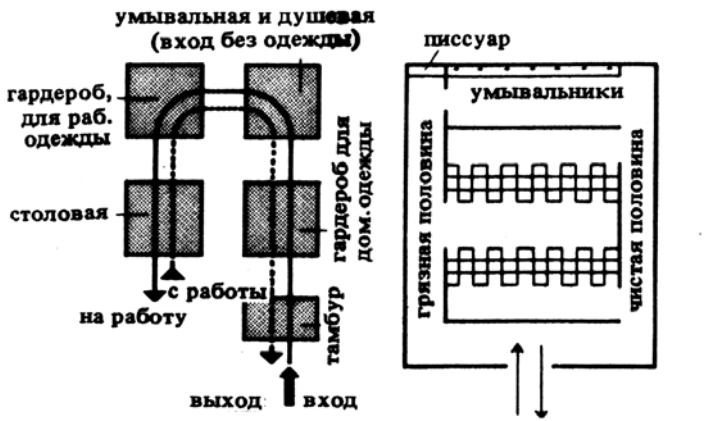 умывальная и душевая
(вход без одежды)
гардероб,
для раб.
одежды
столовая
гардероб для
дом. одежды
с работы
на работу
тамбур
выход
вход
писсуар
умывальники
грязная половина
чистая половина